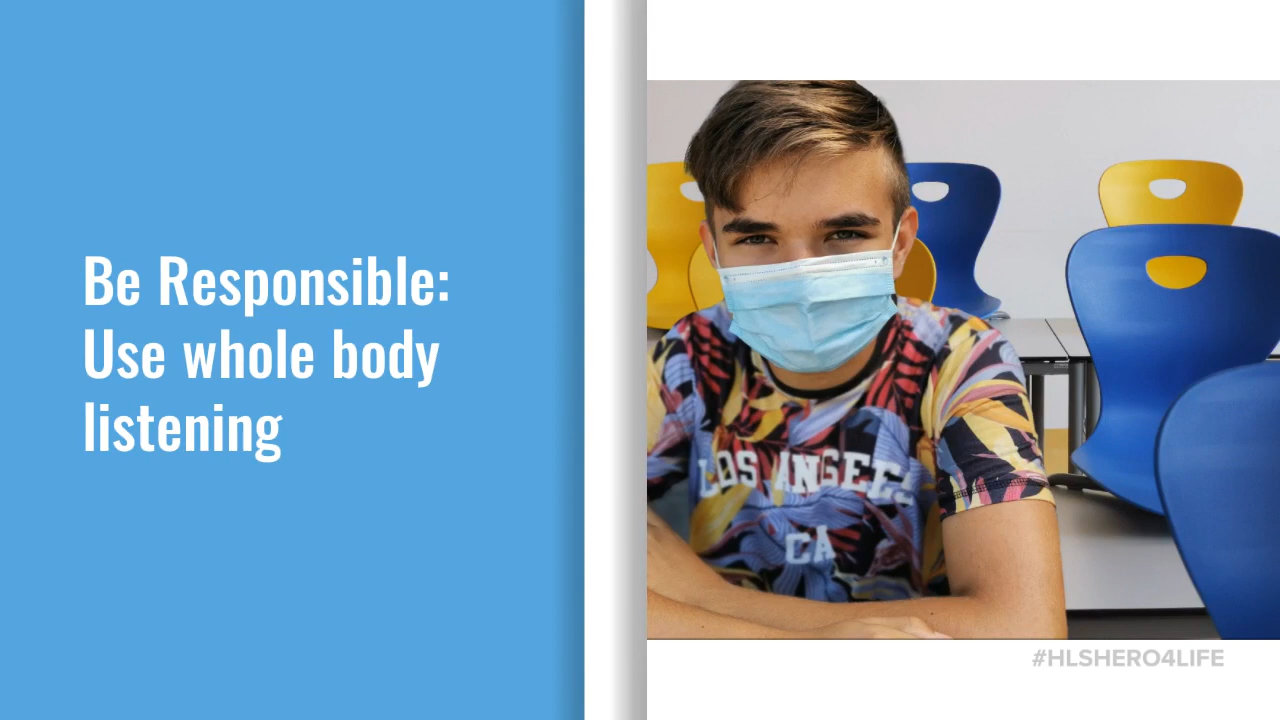 Be Responsible:
Use whole body
listening
LOS ANGELES
CA
#HLSHERO4LIFE